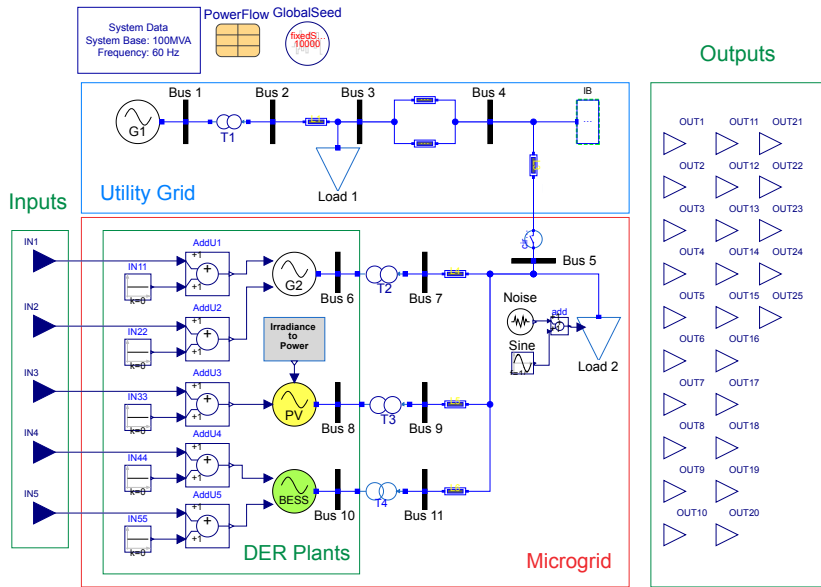 System Data
System Base: 100MVA
Frequency: 60 Hz
PowerFlow
GlobalSeed
fixedS...
10000
Outputs
Bus 1
Bus 2
Bus 3
Bus 4
IB
...
G1
T1
Load 1
Utility Grid
Inputs
OUT1
OUT11
OUT21
OUT2
OUT12
OUT22
OUT3
OUT13
OUT23
OUT4
OUT14
OUT24
OUT5
OUT15
OUT25
OUT6
OUT16
OUT7
OUT17
OUT8
OUT18
OUT9
OUT19
OUT10
OUT20
IN1
IN2
IN3
IN4
IN5
AddU1
+1
+
+1
IN11
k=0
AddU2
+1
+
+1
IN22
k=0
AddU3
+1
+
+1
IN33
k=0
AddU4
+1
+
+1
IN44
k=0
AddU5
+1
+
+1
IN55
k=0
G2
Irradiance
to
Power
PV
BESS
Bus 6
T2
Bus 7
Bus 5
Noise
add
Sine
Load 2
Bus 8
T3
Bus 9
Bus 10
T4
Bus 11
DER Plants
Microgrid